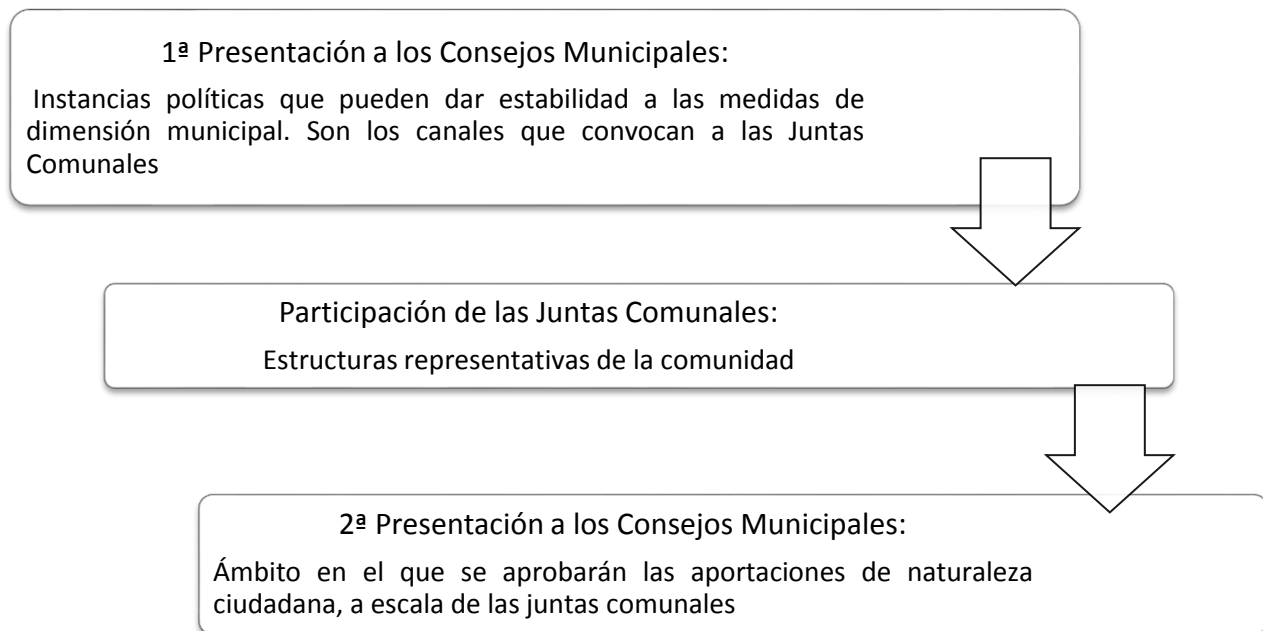 1ª Presentación a los Consejos Municipales:
Instancias políticas que pueden dar estabilidad a las medidas de
dimensión municipal. Son los canales que convocan a las Juntas
Comunales
Participación de las Juntas Comunales:
Estructuras representativas de la comunidad
2ª Presentación a los Consejos Municipales:
Ámbito en el que se aprobarán las aportaciones de naturaleza
ciudadana, a escala de las juntas comunales